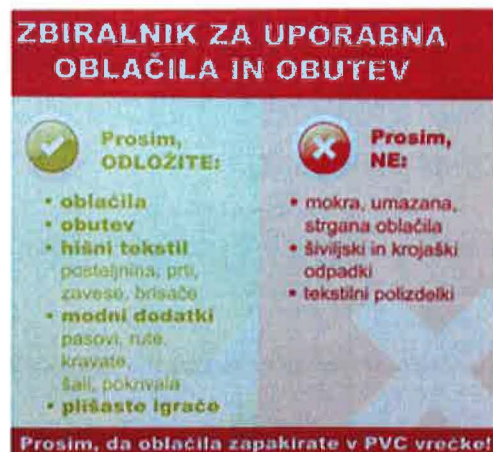 ZBIRALNIK ZA UPORABNA
OBLAČILA IN OBUTEV
Prosim,
ODLOŽITE:
• oblačila
• obutev
• hišni tekstil
posteljnina, prti,
zavese, brisače
• modni dodatki
pasovi, rute,
kravate,
šali, pokrivala
• plišaste igrače
Prosim,
NE:
• mokra, umazana,
strgana oblačila
• šiviljski in krojaški
odpadki
• tekstilni polizdelki
Prosim, da oblačila zapakirate v PVC vrečke!